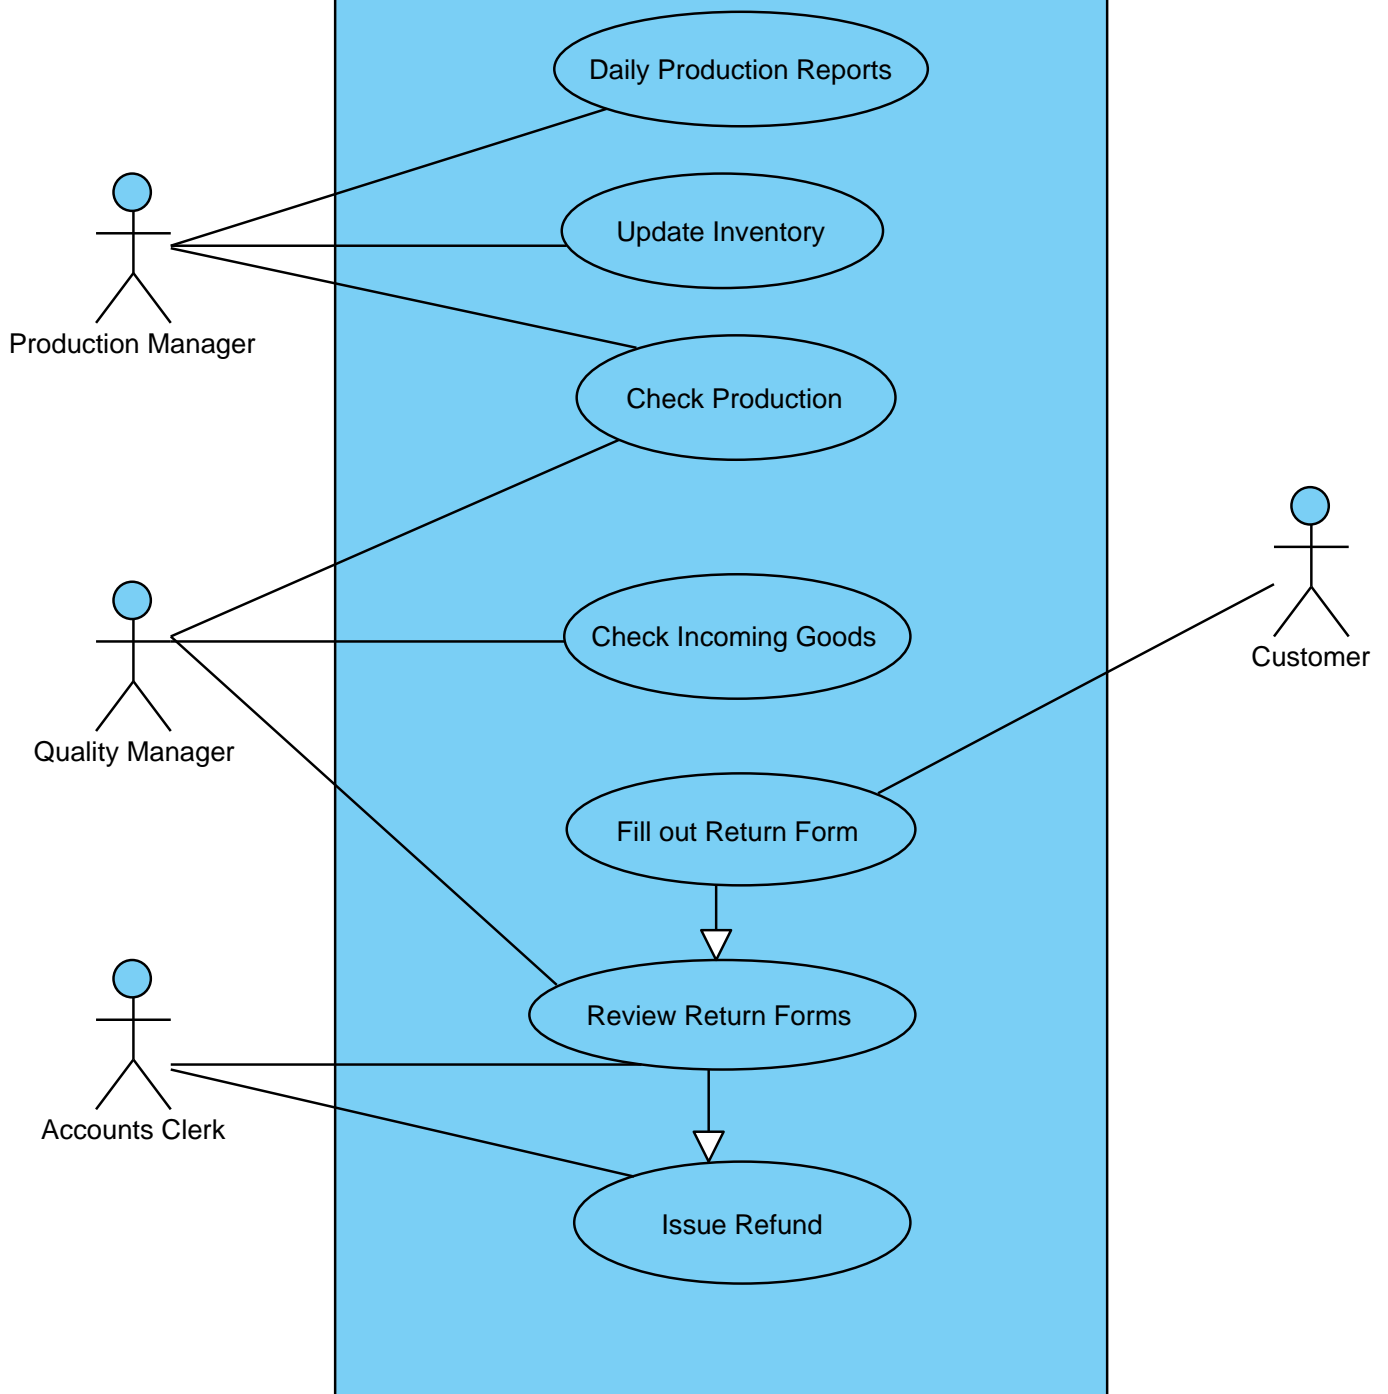 Daily Production Reports
Update Inventory
Production Manager
Check Production
Check Incoming Goods
Customer
Quality Manager
Fill out Return Form
Review Return Forms
Accounts Clerk
Issue Refund